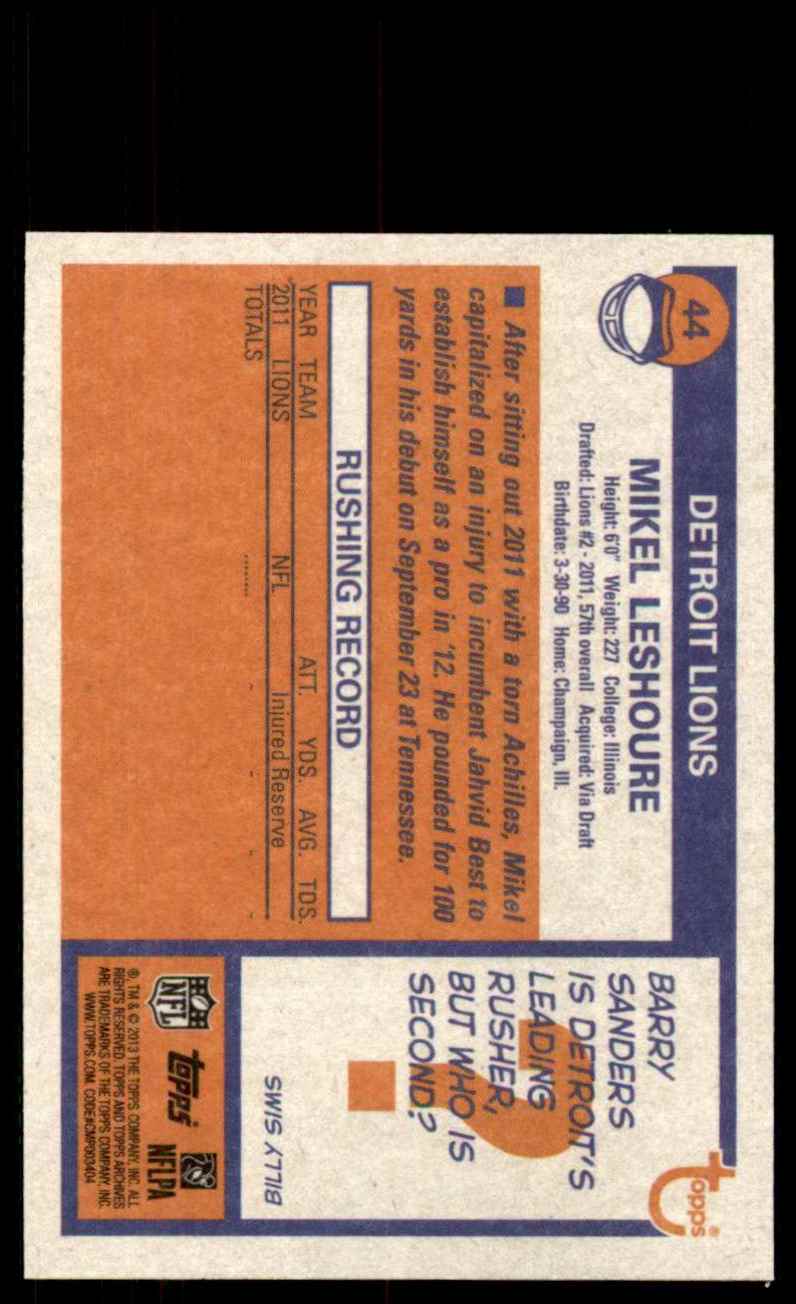 44
DETROIT LIONS
MIKEL LESHOURE
Height: 6'0" Weight: 227 College: Illinois
Drafted: Lions #2 - 2011, 57th overall Acquired: Via Draft
Birthdate: 3-30-90 Home: Champaign, Ill.
■ After sitting out 2011 with a torn Achilles, Mikel
capitalized on an injury to incumbent Jahvid Best to
establish himself as a pro in '12. He pounded for 100
yards in his debut on September 23 at Tennessee.
RUSHING RECORD
YEAR TEAM ATT. YDS. AVG. TDS.
2011 LIONS NFL Injured Reserve
TOTALS ........ - - - -
topps®
BARRY
SANDERS
IS DETROIT'S
LEADING
RUSHER,
BUT WHO IS
SECOND?
?
BILLY SIMS
NFL topps® NFLPA
®, TM & © 2013 THE TOPPS COMPANY, INC. ALL
RIGHTS RESERVED. TOPPS AND TOPPS ARCHIVES
ARE TRADEMARKS OF THE TOPPS COMPANY, INC.
WWW.TOPPS.COM. CODE#CMP003404